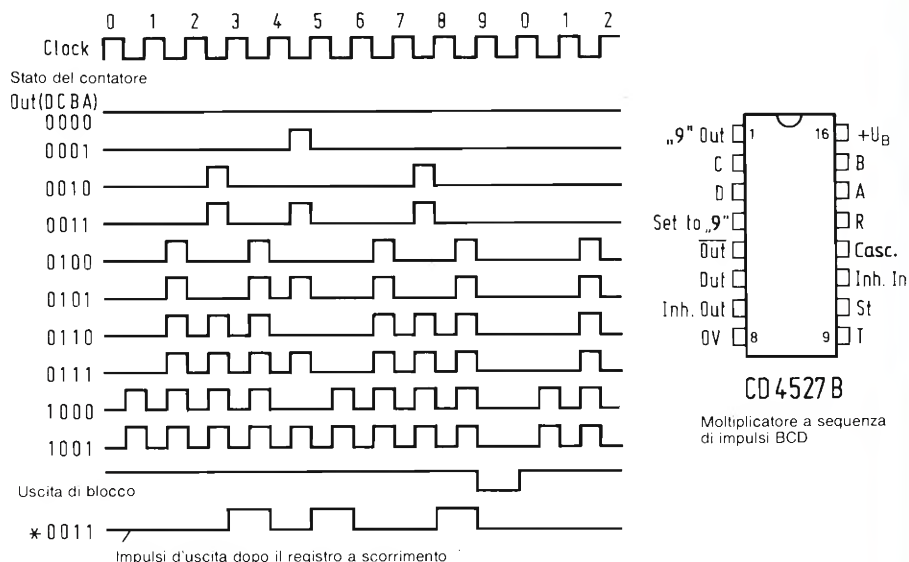 0 1 2 3 4 5 6 7 8 9 0 1 2
Clock
Stato del contatore
Out(DCBA)
0000
0001
0010
0011
0100
0101
0110
0111
1000
1001
Uscita di blocco
*0011
Impulsi d'uscita dopo il registro a scorrimento
„9" Out 1 16 +UB
C B
D A
Set to „9" R
Out Casc.
Out Inh. In
Inh. Out St
0V 8 9 T
CD4527B
Moltiplicatore a sequenza
di impulsi BCD